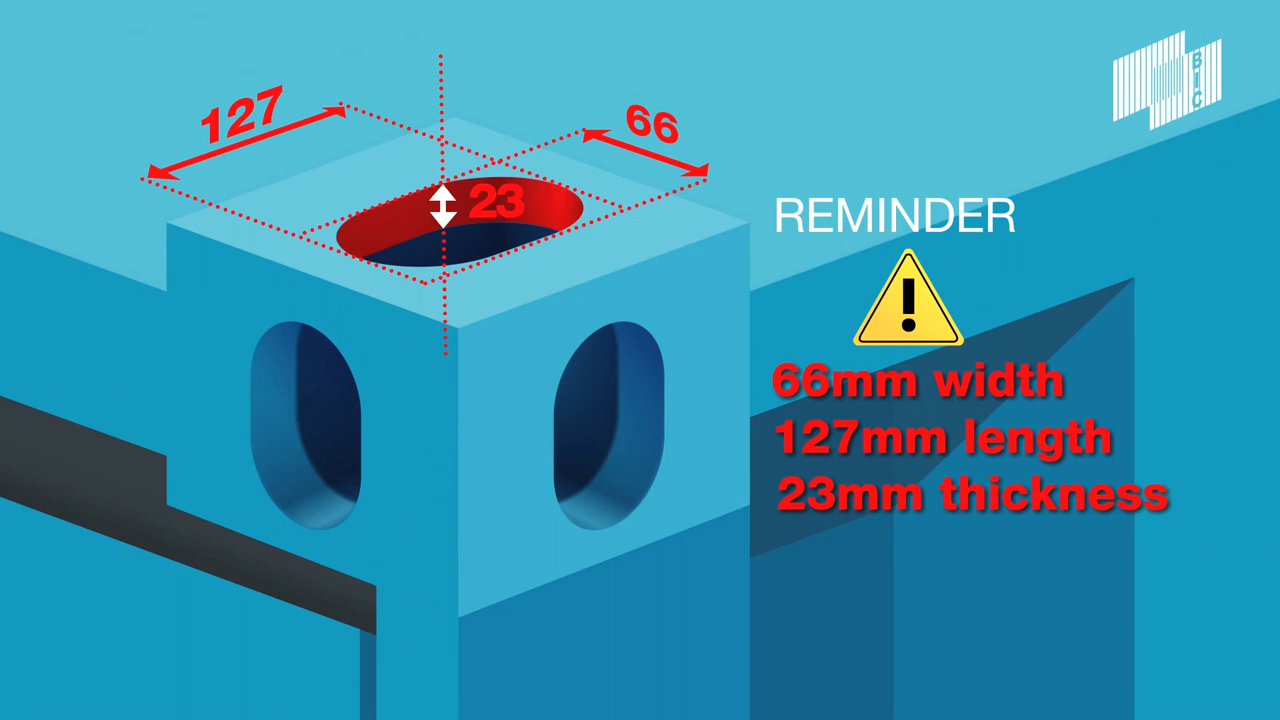 127
66
23
BIC
REMINDER
!
66mm width
127mm length
23mm thickness